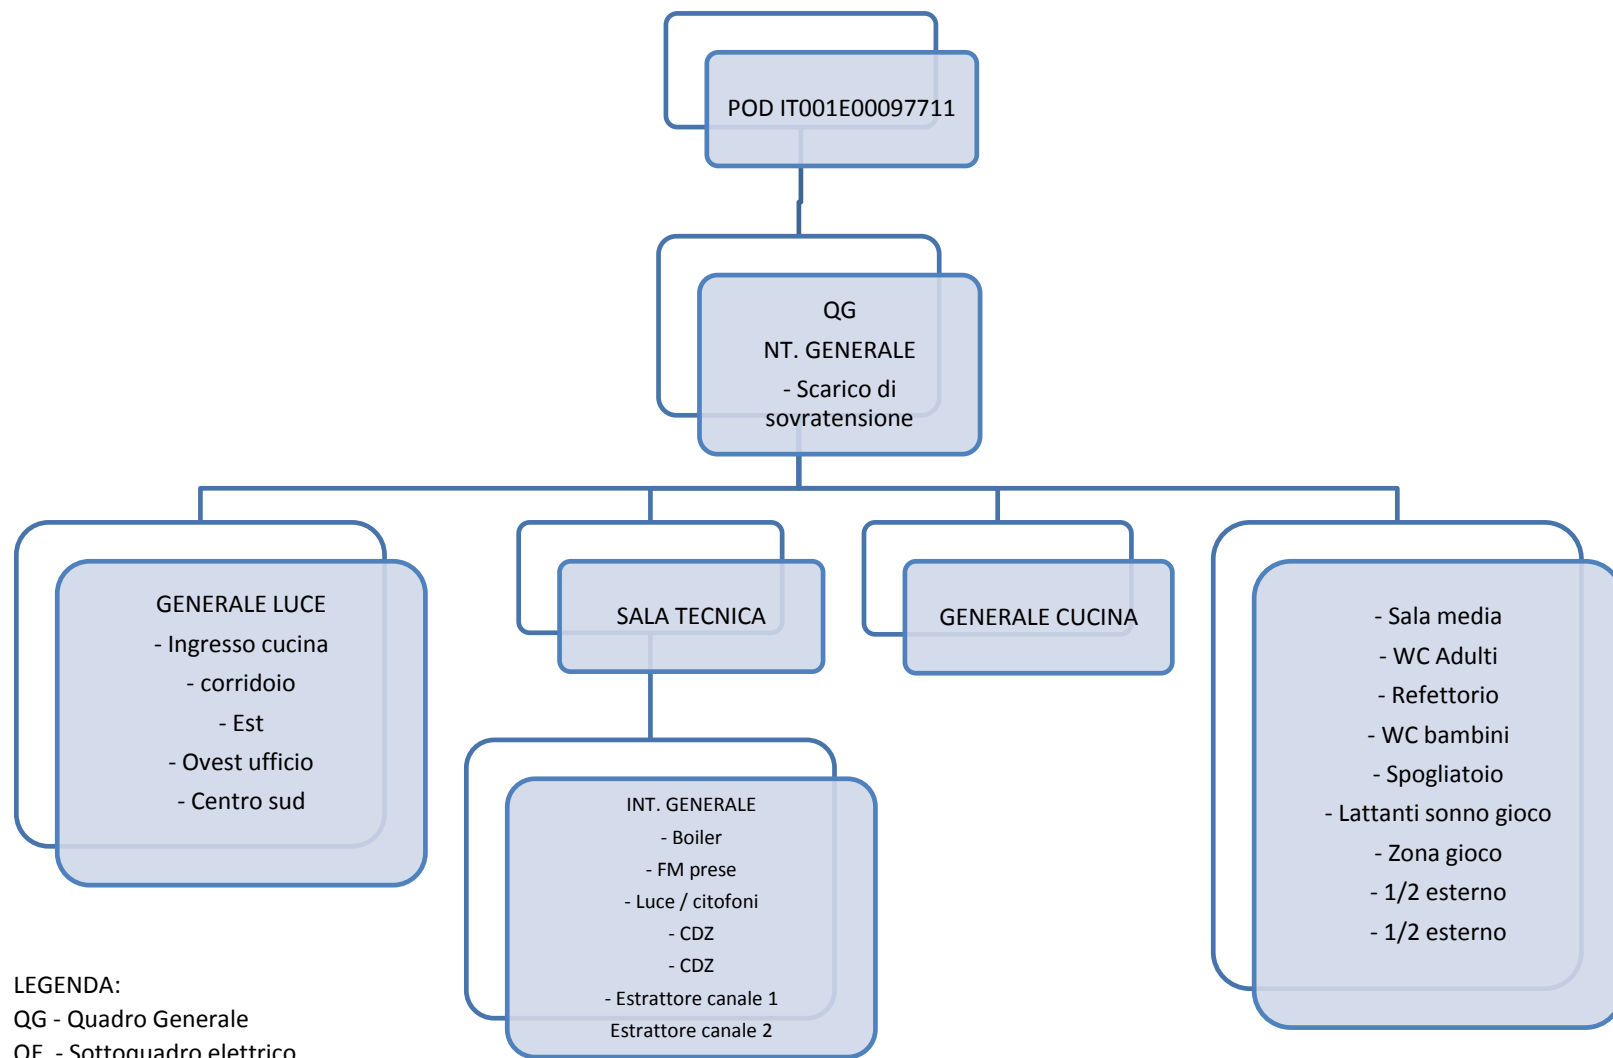 POD IT001E00097711
QG
NT. GENERALE
- Scarico di
sovratensione
GENERALE LUCE
- Ingresso cucina
- corridoio
- Est
- Ovest ufficio
- Centro sud
SALA TECNICA
GENERALE CUCINA
- Sala media
- WC Adulti
- Refettorio
- WC bambini
- Spogliatoio
- Lattanti sonno gioco
- Zona gioco
- 1/2 esterno
- 1/2 esterno
INT. GENERALE
- Boiler
- FM prese
- Luce / citofoni
- CDZ
- CDZ
- Estrattore canale 1
Estrattore canale 2
LEGENDA:
QG - Quadro Generale
QE - Sottoquadro elettrico